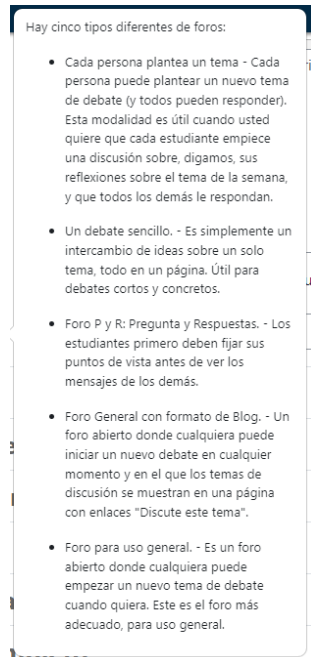 Hay cinco tipos diferentes de foros:
• Cada persona plantea un tema - Cada
persona puede plantear un nuevo tema
de debate (y todos pueden responder).
Esta modalidad es útil cuando usted
quiere que cada estudiante empiece
una discusión sobre, digamos, sus
reflexiones sobre el tema de la semana,
y que todos los demás le respondan.
• Un debate sencillo. - Es simplemente un
intercambio de ideas sobre un solo
tema, todo en un página. Útil para
debates cortos y concretos.
• Foro P y R: Pregunta y Respuestas. - Los
estudiantes primero deben fijar sus
puntos de vista antes de ver los
mensajes de los demás.
• Foro General con formato de Blog. - Un
foro abierto donde cualquiera puede
iniciar un nuevo debate en cualquier
momento y en el que los temas de
discusión se muestran en una página
con enlaces "Discute este tema".
• Foro para uso general. - Es un foro
abierto donde cualquiera puede
empezar un nuevo tema de debate
cuando quiera. Este es el foro más
adecuado, para uso general.